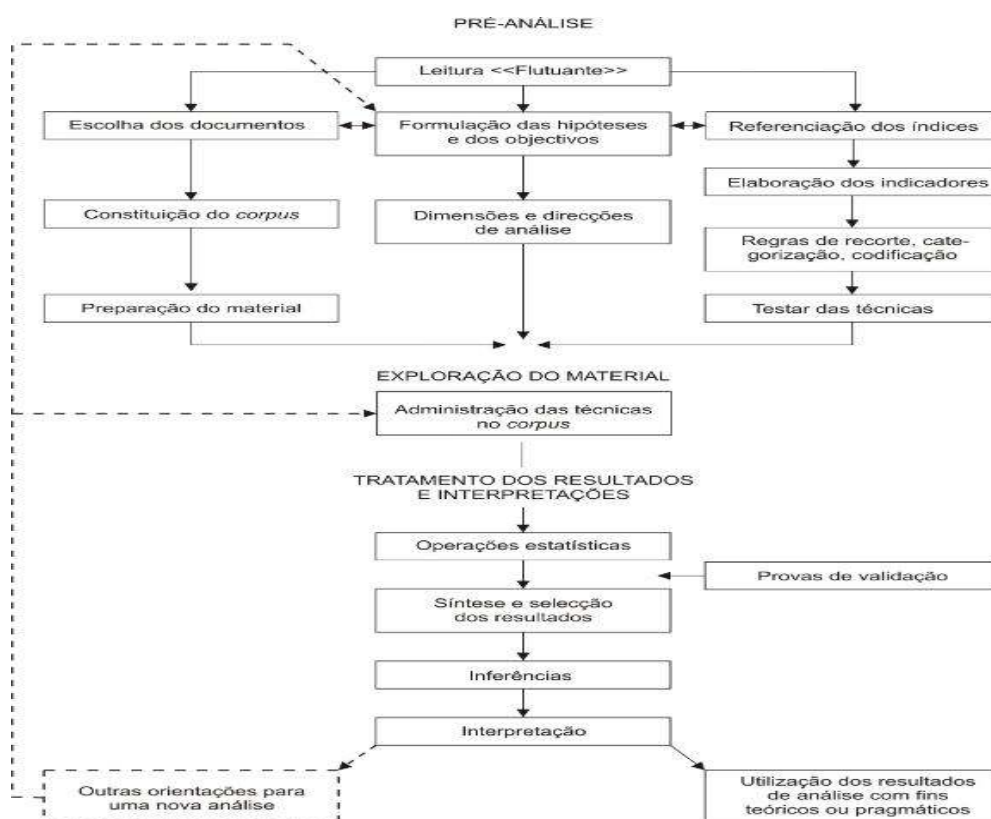 PRÉ-ANÁLISE
Leitura <<Flutuante>>
Escolha dos documentos
Formulação das hipóteses
e dos objectivos
Referenciação dos índices
Elaboração dos indicadores
Constituição do corpus
Dimensões e direcções
de análise
Regras de recorte, cate-
gorização, codificação
Preparação do material
Testar das técnicas
EXPLORAÇÃO DO MATERIAL
Administração das técnicas
no corpus
TRATAMENTO DOS RESULTADOS
E INTERPRETAÇÕES
Operações estatísticas
Provas de validação
Síntese e selecção
dos resultados
Inferências
Interpretação
Outras orientações para
uma nova análise
Utilização dos resultados
de análise com fins
teóricos ou pragmáticos